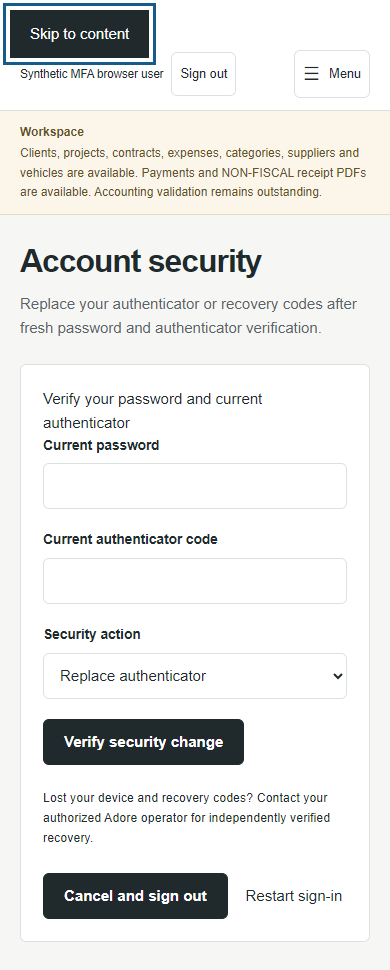 Skip to content
Synthetic MFA browser user
Sign out
Menu
Workspace
Clients, projects, contracts, expenses, categories, suppliers and
vehicles are available. Payments and NON-FISCAL receipt PDFs
are available. Accounting validation remains outstanding.
Account security
Replace your authenticator or recovery codes after
fresh password and authenticator verification.
Verify your password and current
authenticator
Current password
Current authenticator code
Security action
Replace authenticator
Verify security change
Lost your device and recovery codes? Contact your
authorized Adore operator for independently verified
recovery.
Cancel and sign out
Restart sign-in